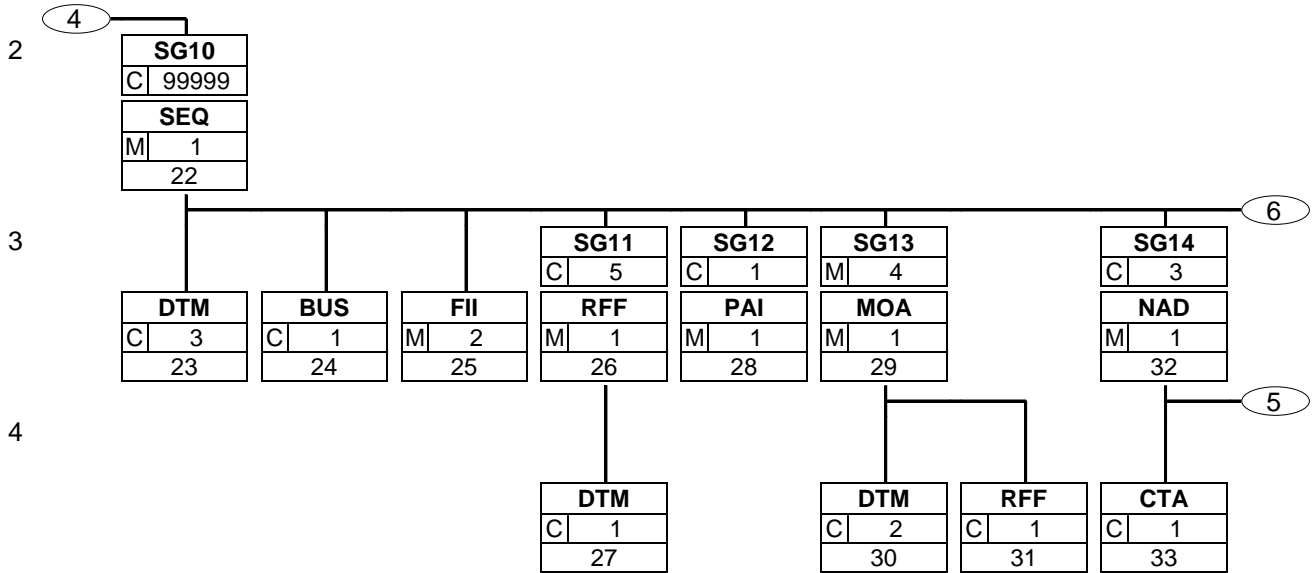 4
2 SG10
C 99999
SEQ
M 1
22
6
3 SG11 SG12 SG13 SG14
C 5 C 1 M 4 C 3
DTM BUS FII RFF PAI MOA NAD
C 3 C 1 M 2 M 1 M 1 M 1 M 1
23 24 25 26 28 29 32
5
4
DTM DTM RFF CTA
C 1 C 2 C 1 C 1
27 30 31 33